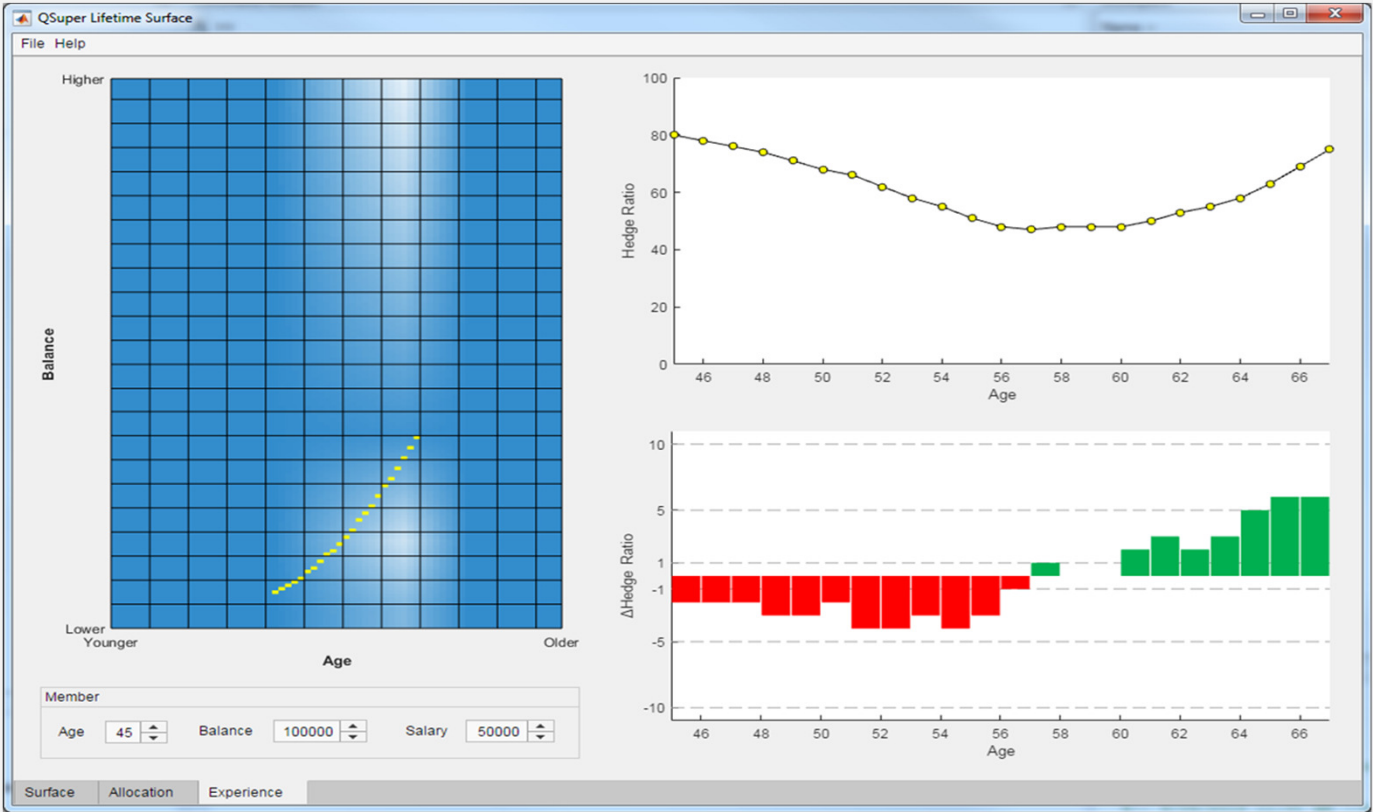 QSuper Lifetime Surface
File Help
Higher
Balance
Lower
Younger
Older
Age
100
80
60
40
20
0
Hedge Ratio
46 48 50 52 54 56 58 60 62 64 66
Age
10
5
1
-1
-5
-10
ΔHedge Ratio
46 48 50 52 54 56 58 60 62 64 66
Age
Member
Age 45 Balance 100000 Salary 50000
Surface Allocation Experience